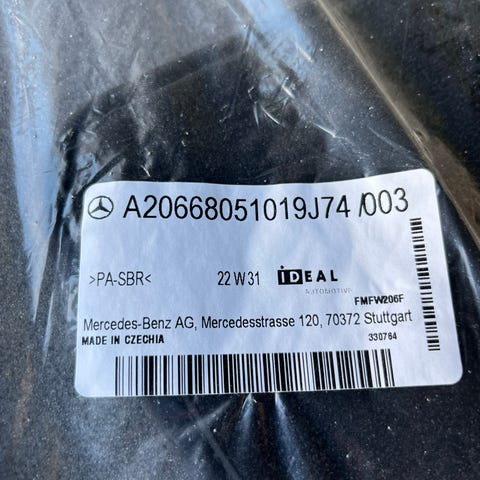 A20668051019J74 /003
>PA-SBR< 22 W 31 iDEAL
AUTOMOTIVE
FMFW206F
Mercedes-Benz AG, Mercedesstrasse 120, 70372 Stuttgart
MADE IN CZECHIA 330764